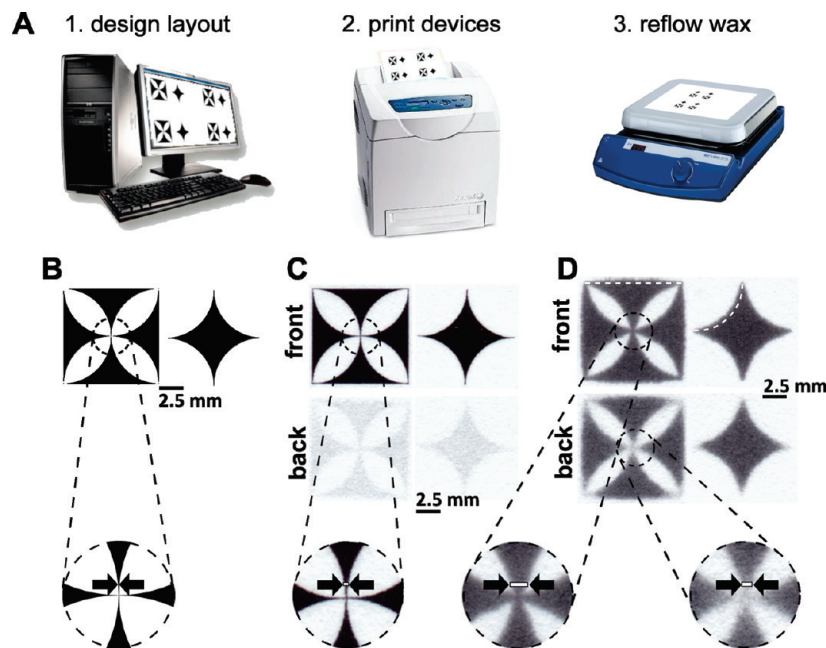 A
1. design layout
2. print devices
3. reflow wax
B
C
D
front
front
2.5 mm
2.5 mm
back
back
2.5 mm